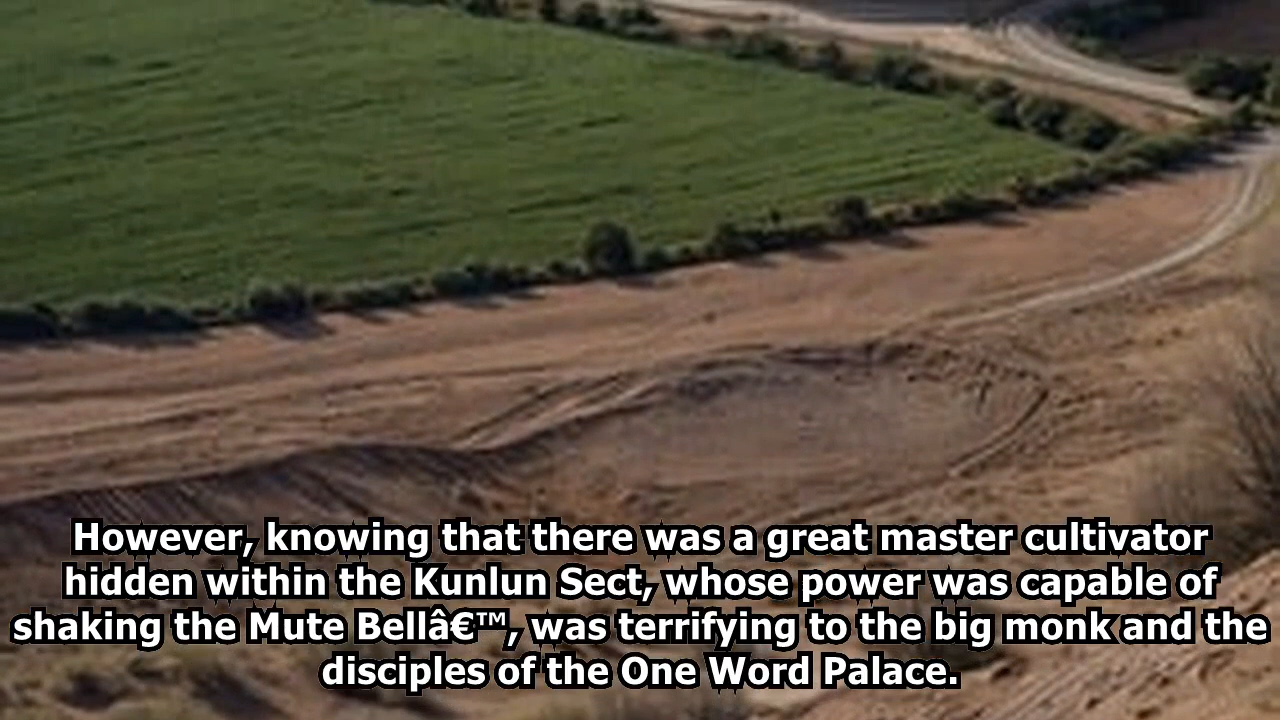 However, knowing that there was a great master cultivator
hidden within the Kunlun Sect, whose power was capable of
shaking the Mute Bellâ€™, was terrifying to the big monk and the
disciples of the One Word Palace.